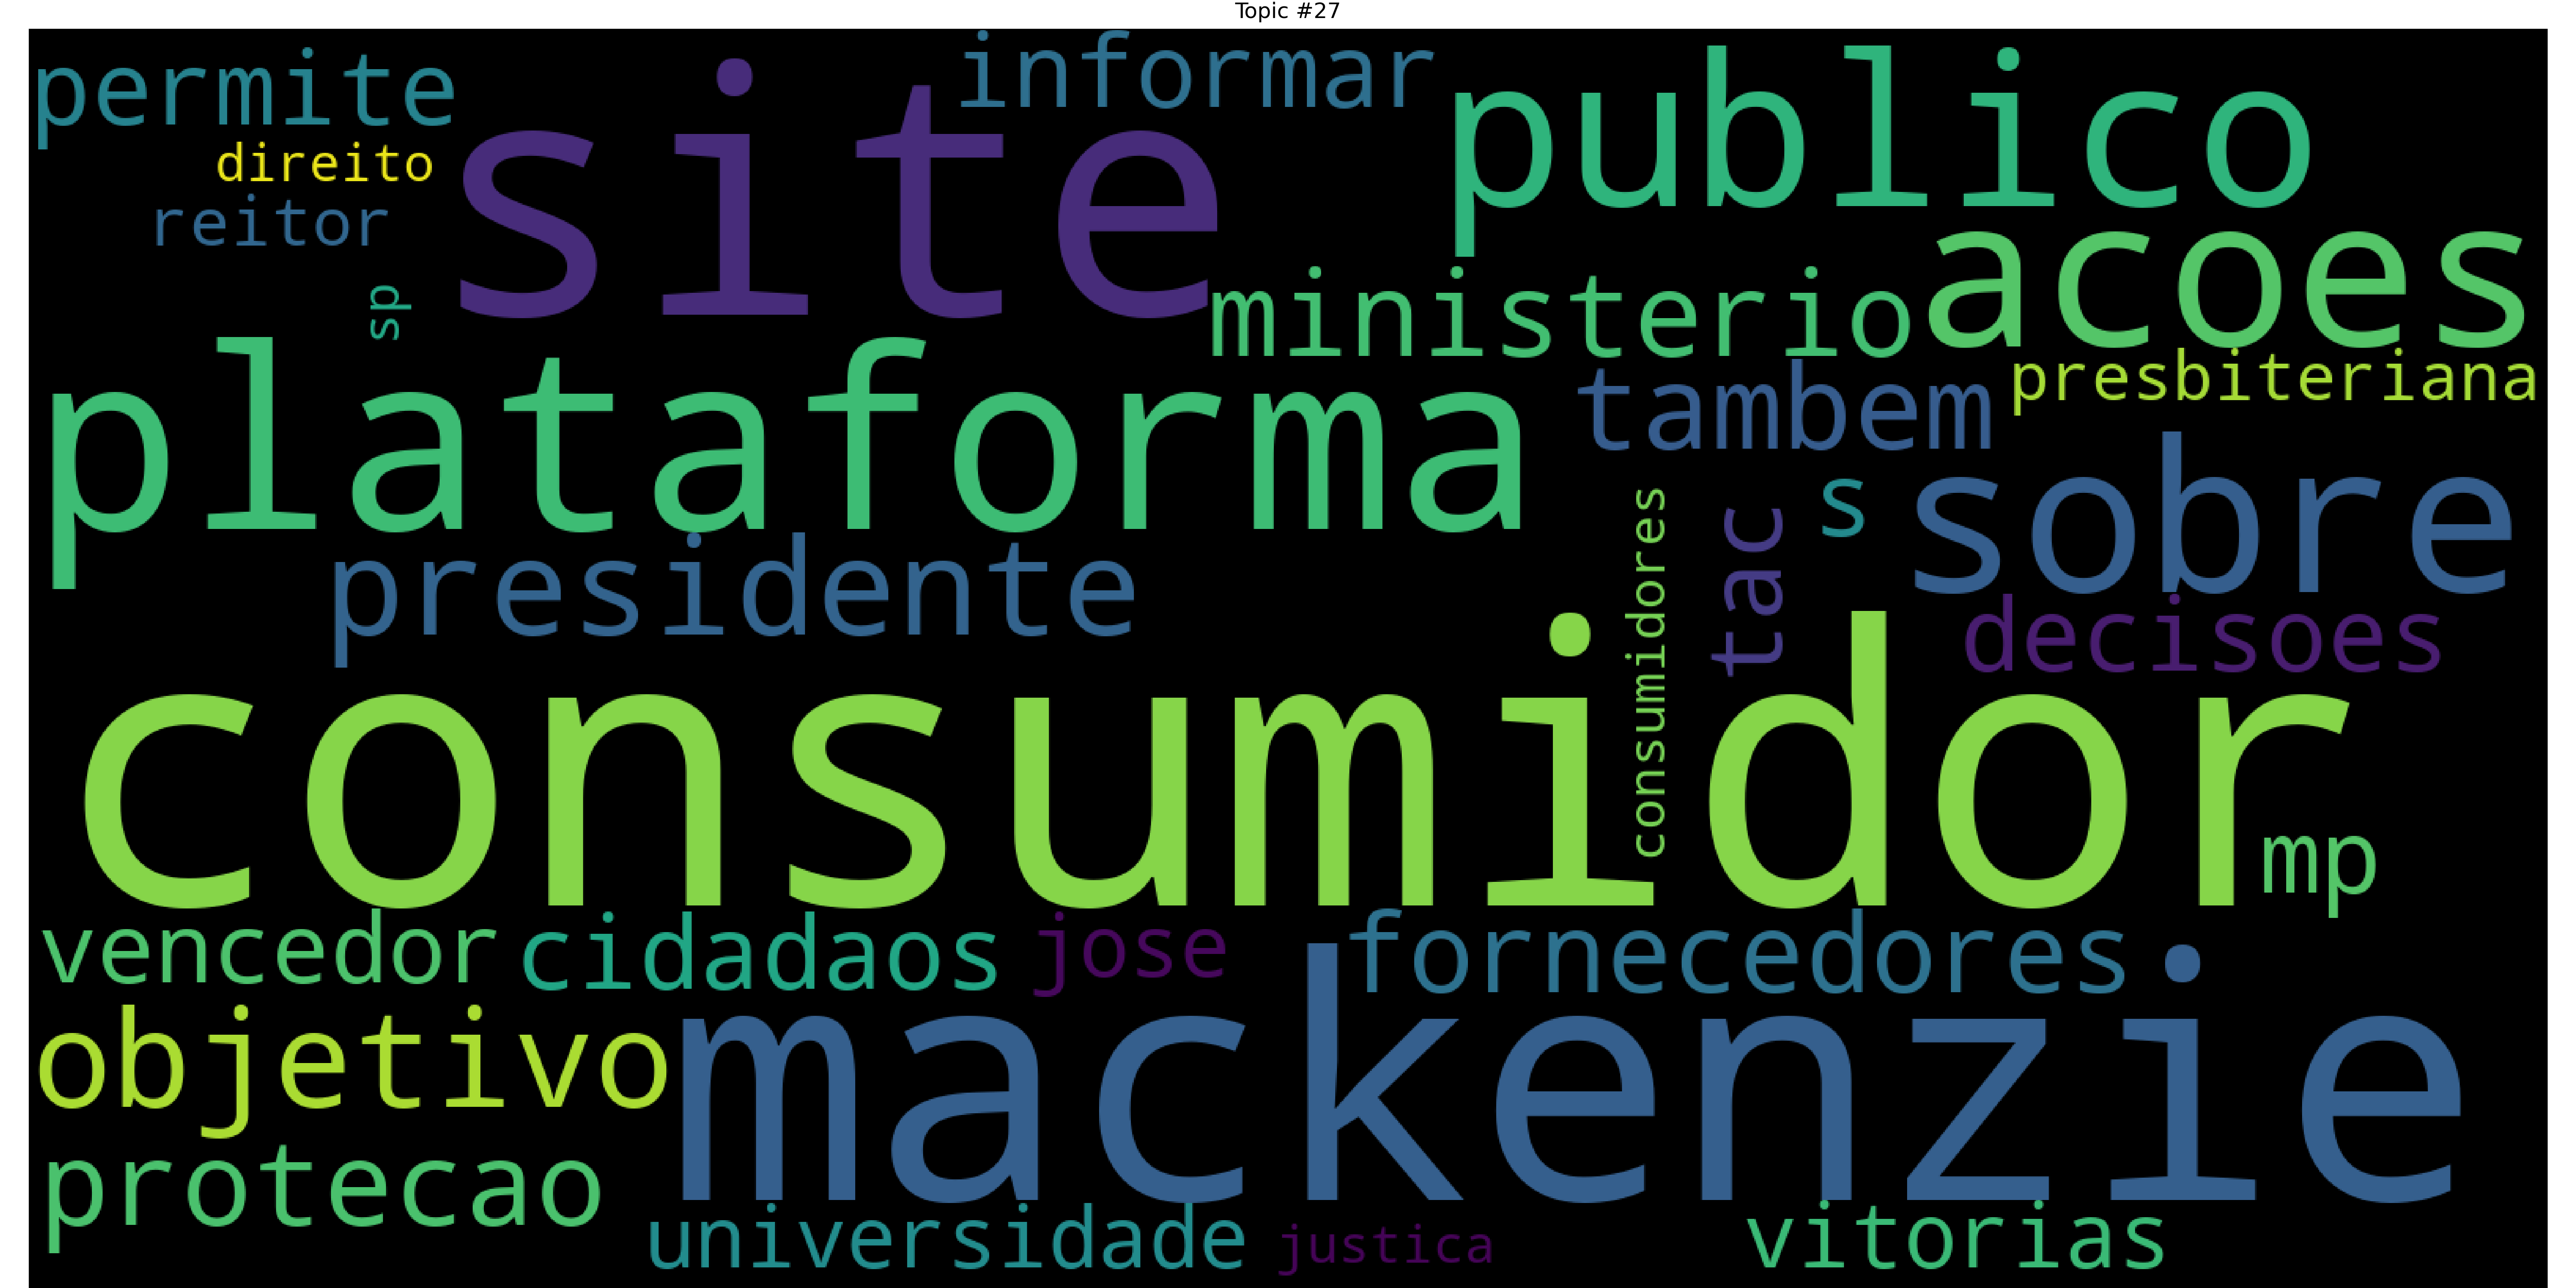 Topic #27
permite
informar
site
publico
direito
reitor
sp
ministerio
acoes
plataforma
tambem
presbiteriana
s
sobre
tac
consumidores
presidente
decisoes
consumidor
mp
vencedor
cidadaos
jose
fornecedores
objetivo
mackenzie
protecao
universidade
justica
vitorias